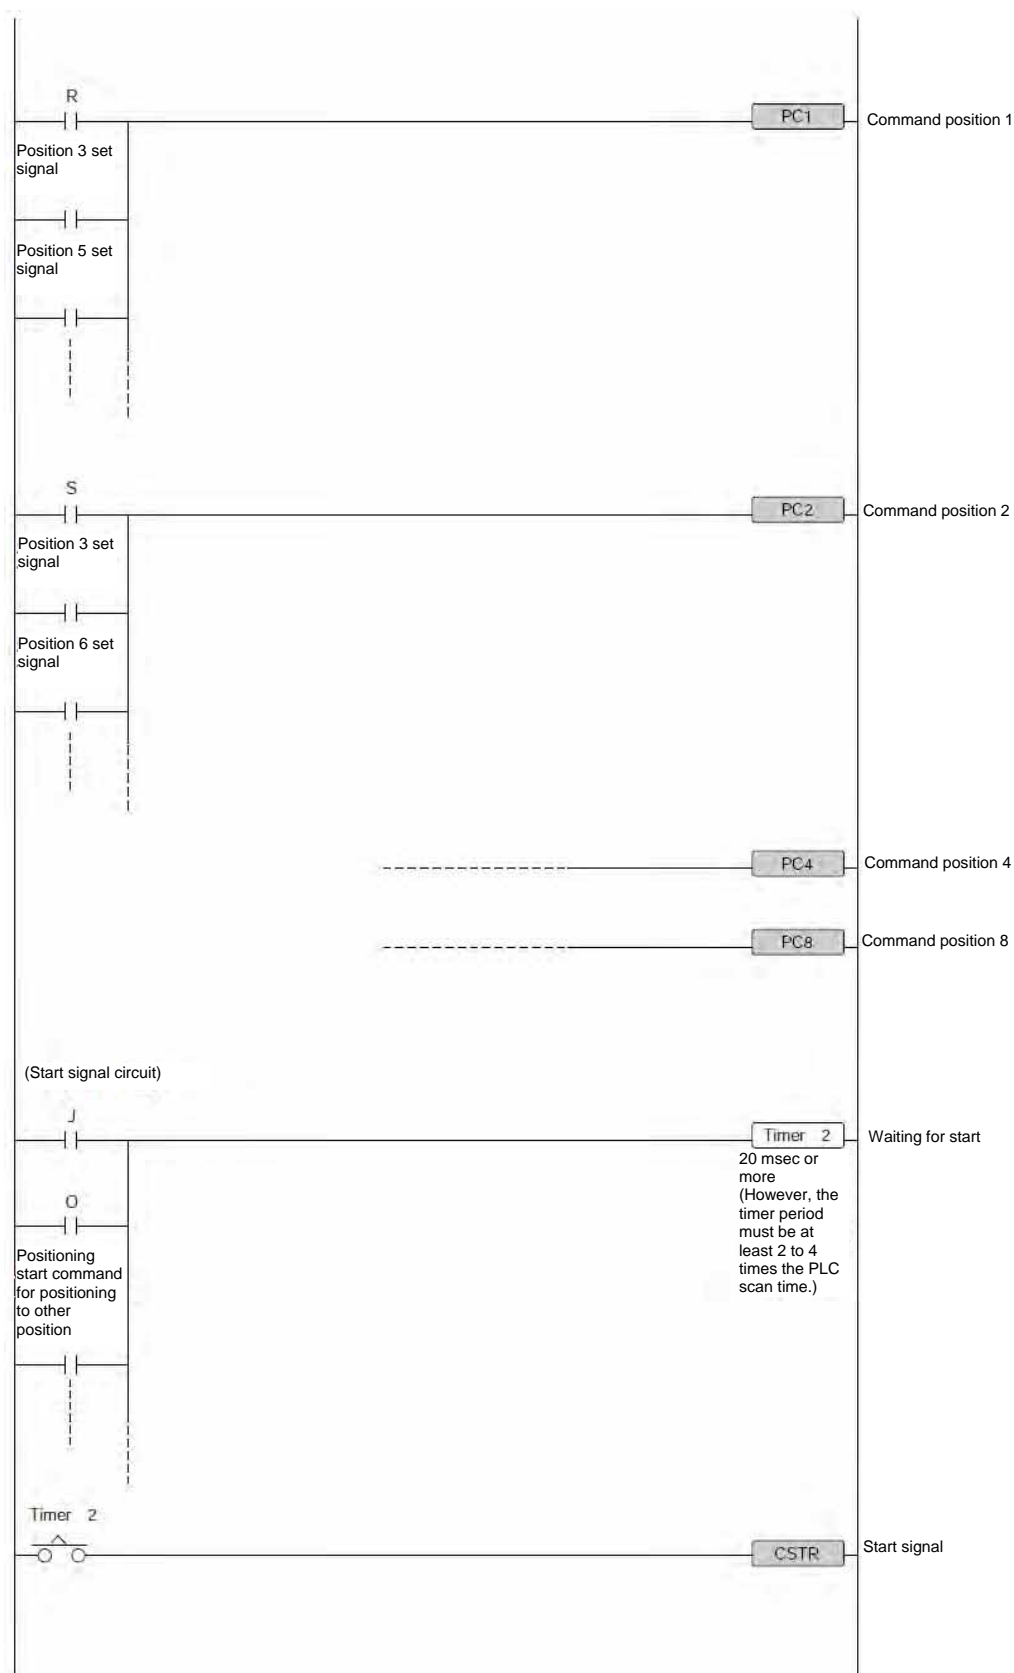 R
PC1
Command position 1
Position 3 set
signal
Position 5 set
signal
S
PC2
Command position 2
Position 3 set
signal
Position 6 set
signal
PC4
Command position 4
PC8
Command position 8
(Start signal circuit)
J
Timer 2
Waiting for start
20 msec or
more
(However, the
timer period
must be at
least 2 to 4
times the PLC
scan time.)
O
Positioning
start command
for positioning
to other
position
Timer 2
CSTR
Start signal